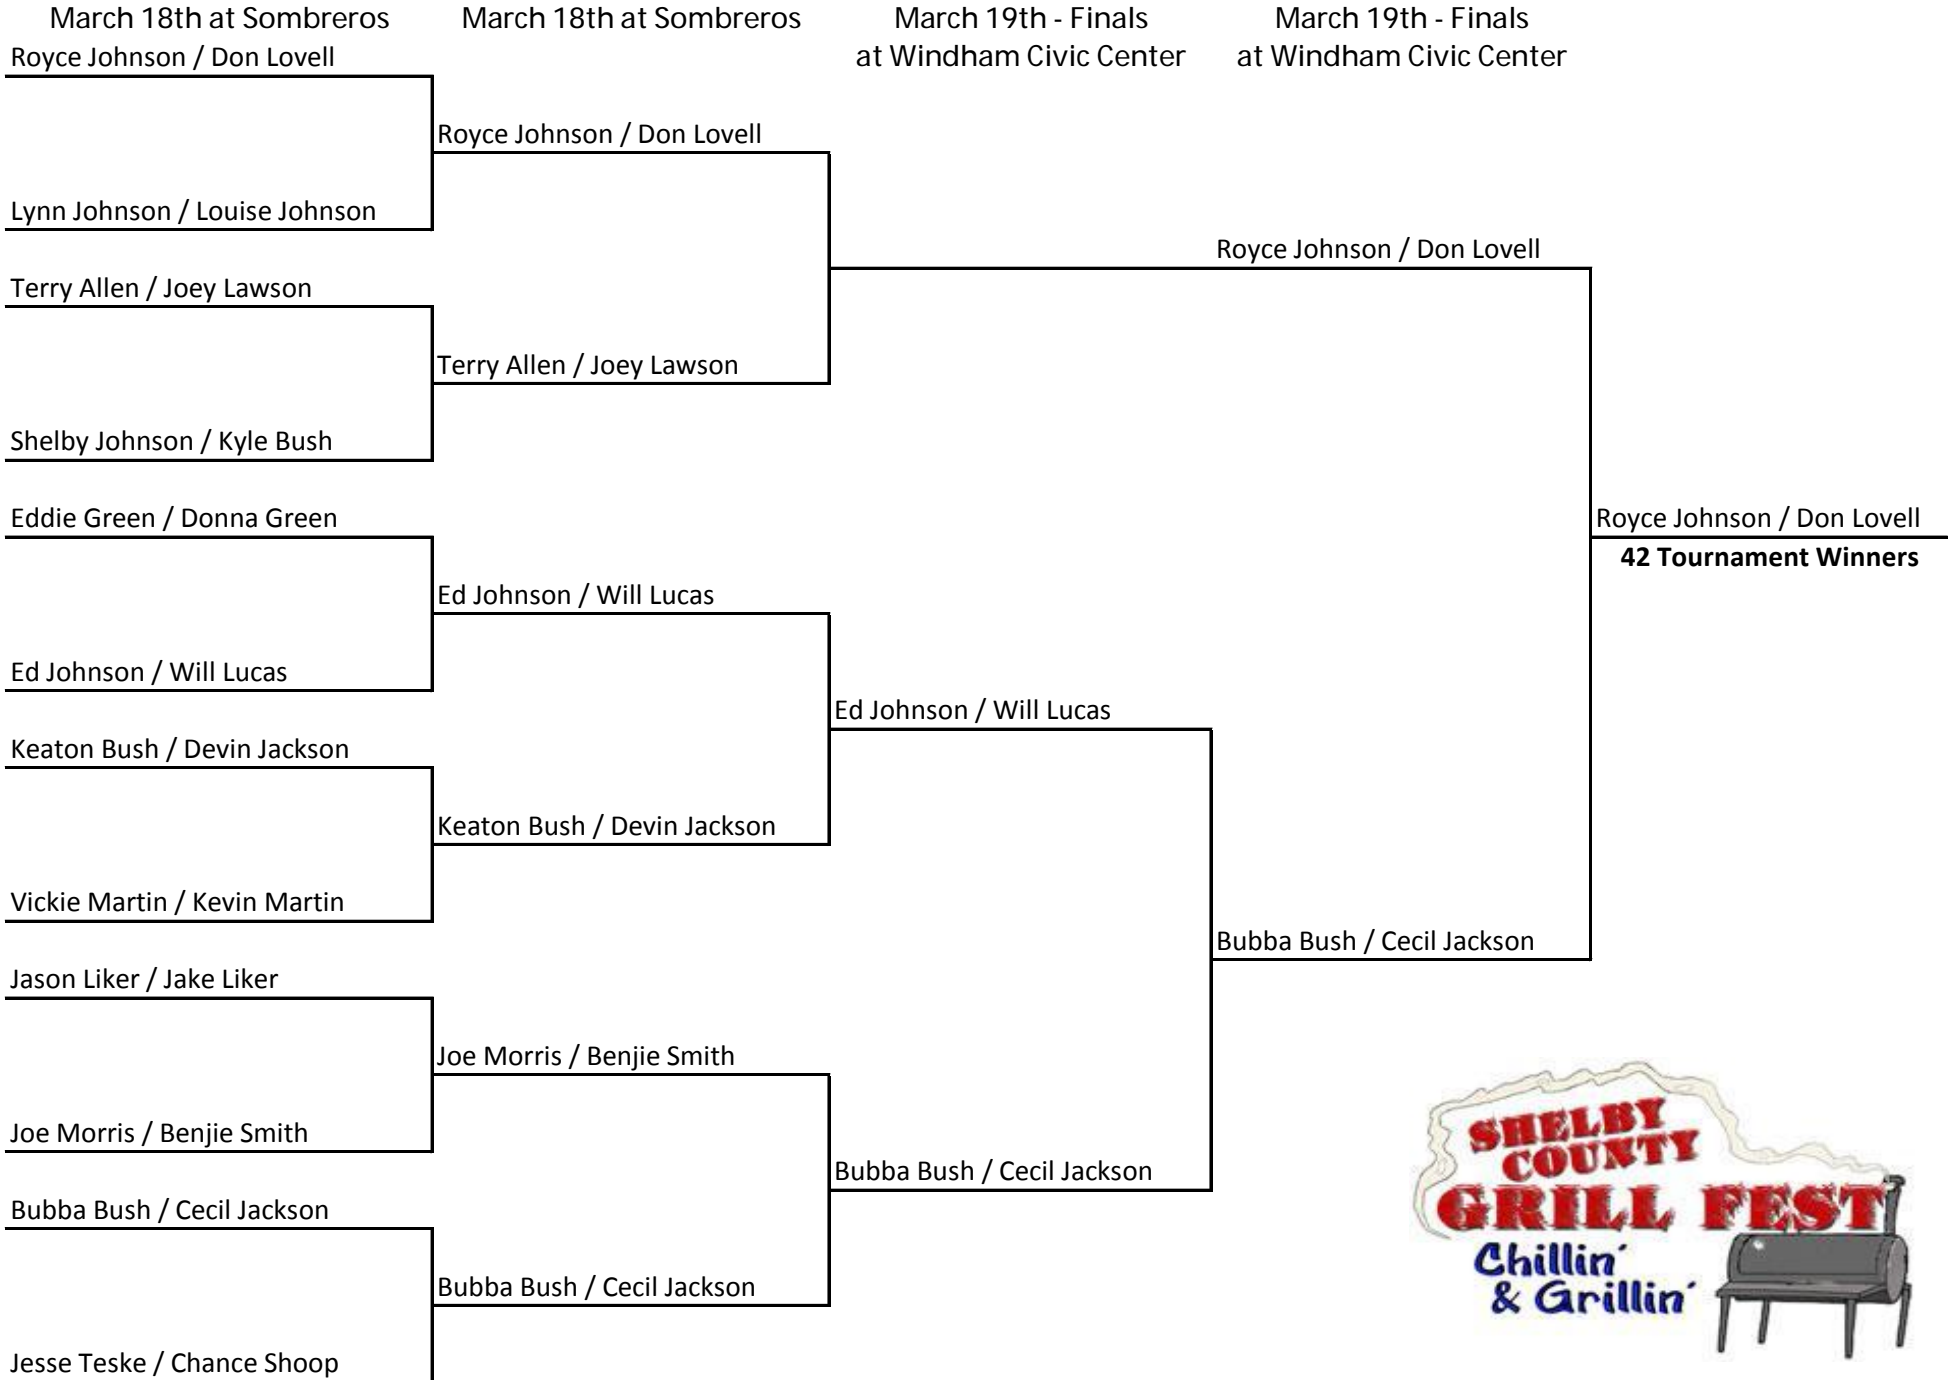 March 18th at Sombreros
March 18th at Sombreros
March 19th - Finals
at Windham Civic Center
March 19th - Finals
at Windham Civic Center
Royce Johnson / Don Lovell
Lynn Johnson / Louise Johnson
Terry Allen / Joey Lawson
Shelby Johnson / Kyle Bush
Eddie Green / Donna Green
Ed Johnson / Will Lucas
Keaton Bush / Devin Jackson
Vickie Martin / Kevin Martin
Jason Liker / Jake Liker
Joe Morris / Benjie Smith
Bubba Bush / Cecil Jackson
Jesse Teske / Chance Shoop
Royce Johnson / Don Lovell
Terry Allen / Joey Lawson
Ed Johnson / Will Lucas
Keaton Bush / Devin Jackson
Joe Morris / Benjie Smith
Bubba Bush / Cecil Jackson
Ed Johnson / Will Lucas
Bubba Bush / Cecil Jackson
Royce Johnson / Don Lovell
Bubba Bush / Cecil Jackson
Royce Johnson / Don Lovell
42 Tournament Winners
SHELBY
COUNTY
GRILL FEST
Chillin'
& Grillin'